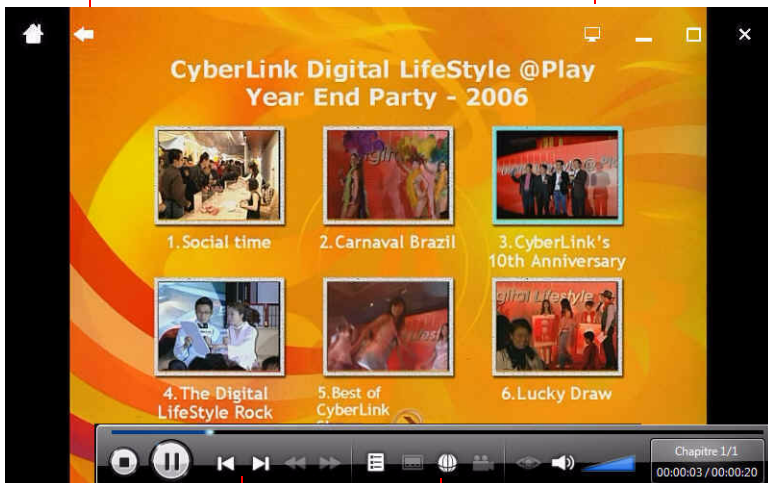 CyberLink Digital LifeStyle @Play
Year End Party - 2006
1.Social time
2.Carnaval Brazil
3.CyberLink's
10th Anniversary
4.The Digital
LifeStyle Rock
5.Best of
CyberLink
6.Lucky Draw
Chapitre 1/1
00:00:03/00:00:20